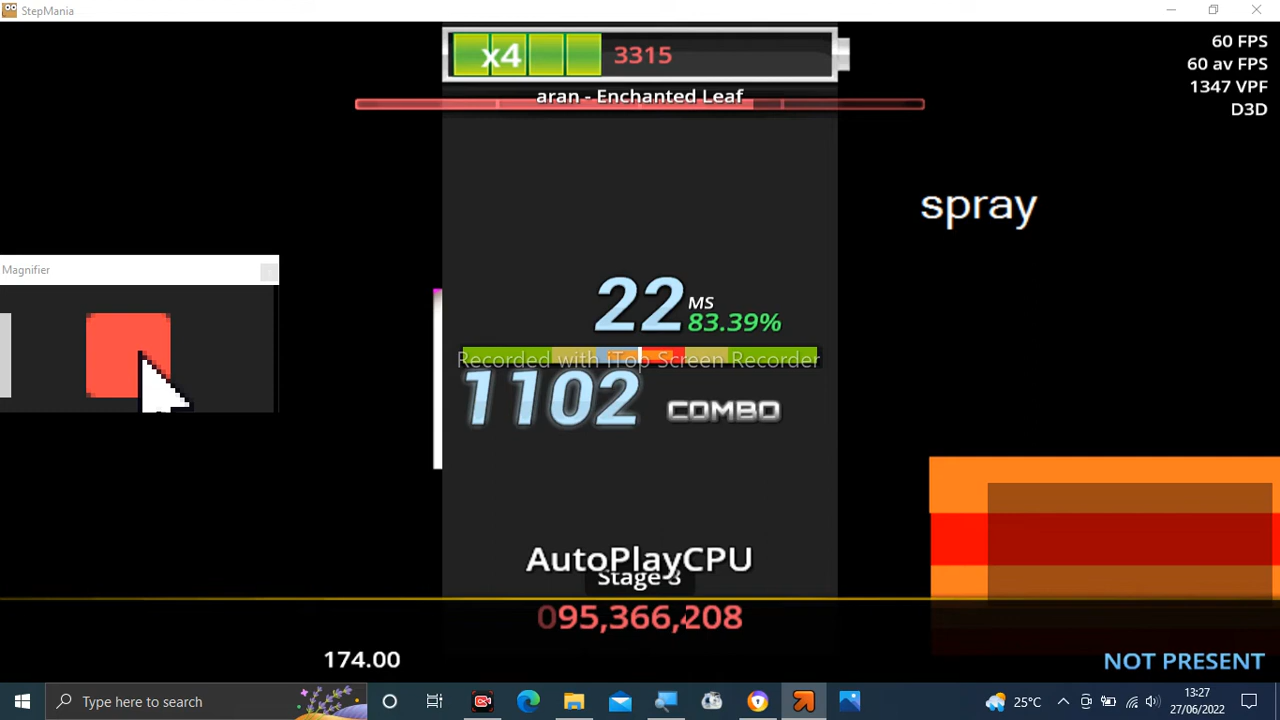 StepMania
x4
3315
60 FPS
60 av FPS
1347 VPF
D3D
aran - Enchanted Leaf
spray
Magnifier
22 MS
83.39%
Recorded with iTop Screen Recorder
1102 COMBO
AutoPlayCPU
Stage 3
095,366,208
174.00
NOT PRESENT
Type here to search
25°C
13:27
27/06/2022